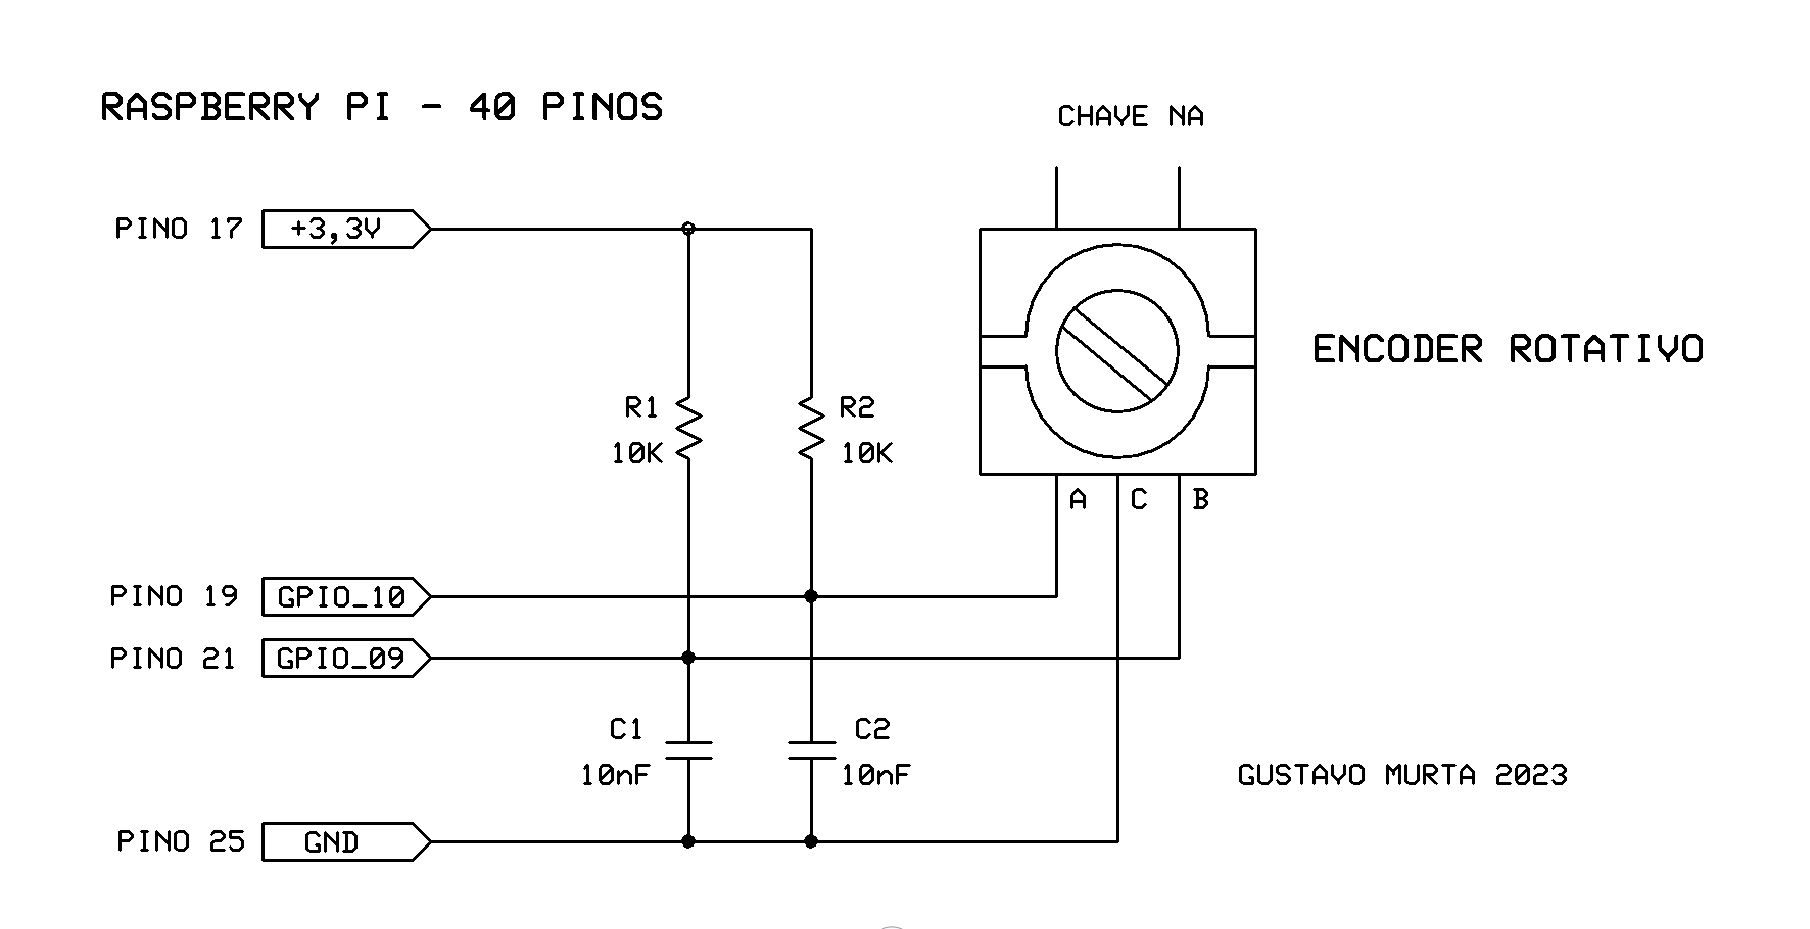 RASPBERRY PI - 40 PINOS
CHAVE NA
PINO 17 +3,3V
ENCODER ROTATIVO
R1 R2
10K 10K
A C B
PINO 19 GPIO_10
PINO 21 GPIO_09
C1 C2
10nF 10nF
GUSTAVO MURTA 2023
PINO 25 GND